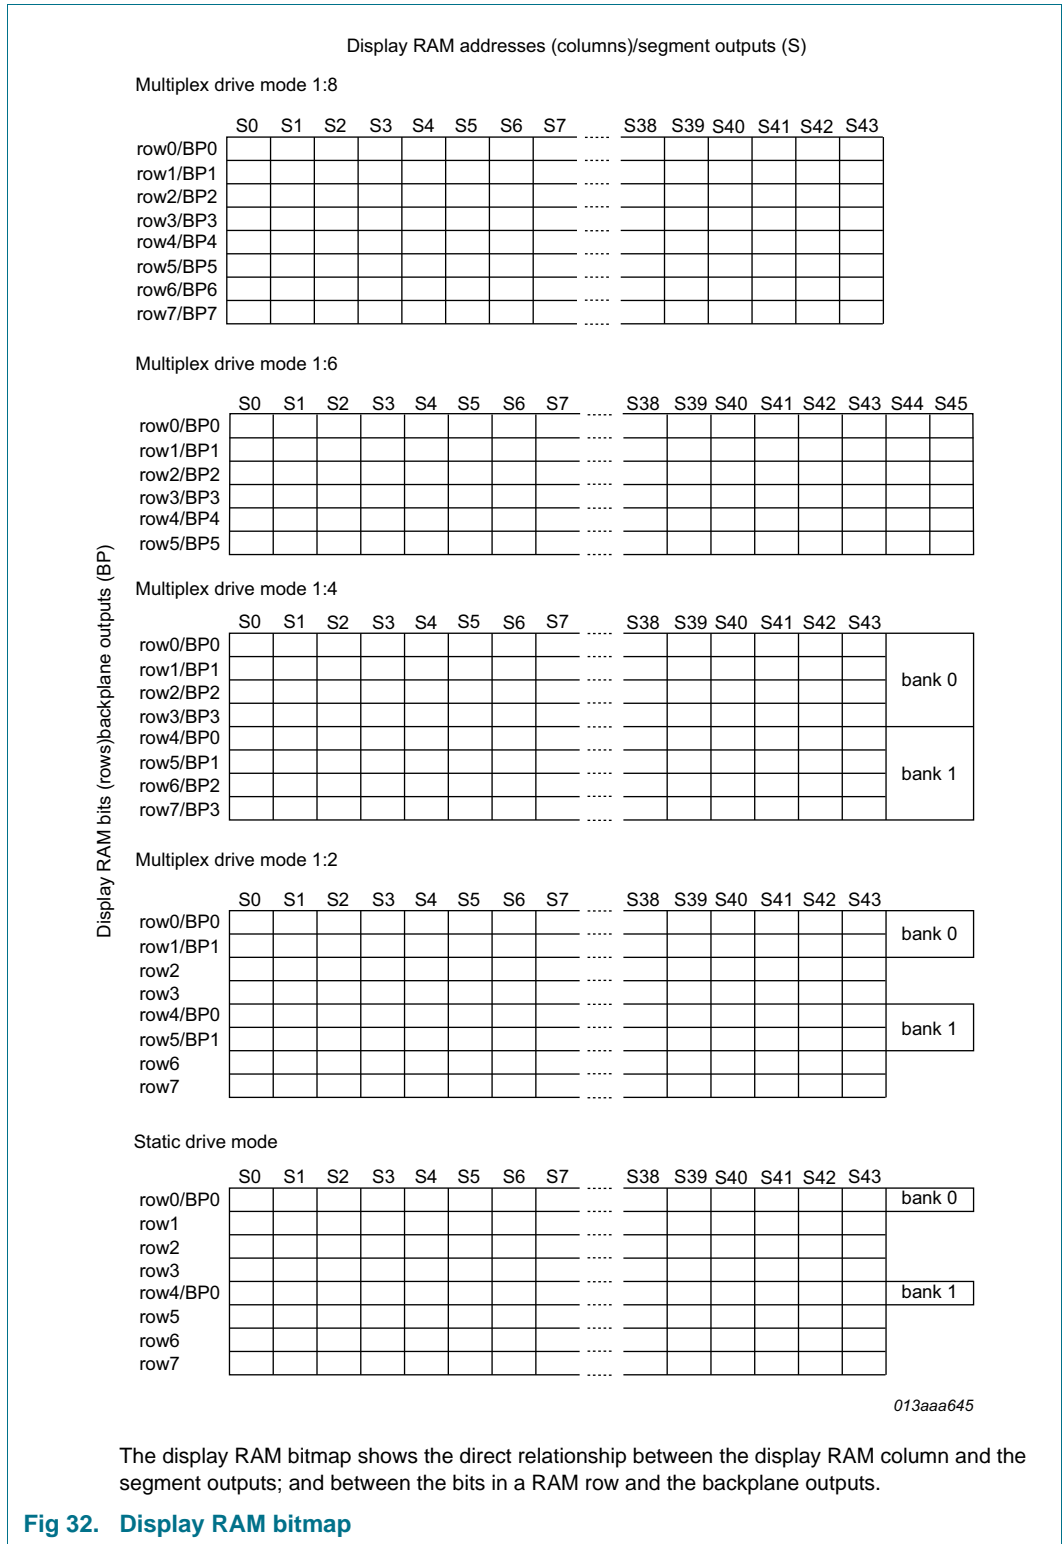 Display RAM addresses (columns)/segment outputs (S)
Display RAM bits (rows)backplane outputs (BP)
Multiplex drive mode 1:8
S0 S1 S2 S3 S4 S5 S6 S7 ..... S38 S39 S40 S41 S42 S43
row0/BP0
row1/BP1
row2/BP2
row3/BP3
row4/BP4
row5/BP5
row6/BP6
row7/BP7
Multiplex drive mode 1:6
S0 S1 S2 S3 S4 S5 S6 S7 ..... S38 S39 S40 S41 S42 S43 S44 S45
row0/BP0
row1/BP1
row2/BP2
row3/BP3
row4/BP4
row5/BP5
Multiplex drive mode 1:4
S0 S1 S2 S3 S4 S5 S6 S7 ..... S38 S39 S40 S41 S42 S43
row0/BP0
row1/BP1
bank 0
row2/BP2
row3/BP3
row4/BP0
row5/BP1
bank 1
row6/BP2
row7/BP3
Multiplex drive mode 1:2
S0 S1 S2 S3 S4 S5 S6 S7 ..... S38 S39 S40 S41 S42 S43
row0/BP0
bank 0
row1/BP1
row2
row3
row4/BP0
bank 1
row5/BP1
row6
row7
Static drive mode
S0 S1 S2 S3 S4 S5 S6 S7 ..... S38 S39 S40 S41 S42 S43
row0/BP0 bank 0
row1
row2
row3
row4/BP0 bank 1
row5
row6
row7
013aaa645
The display RAM bitmap shows the direct relationship between the display RAM column and the
segment outputs; and between the bits in a RAM row and the backplane outputs.
Fig 32. Display RAM bitmap